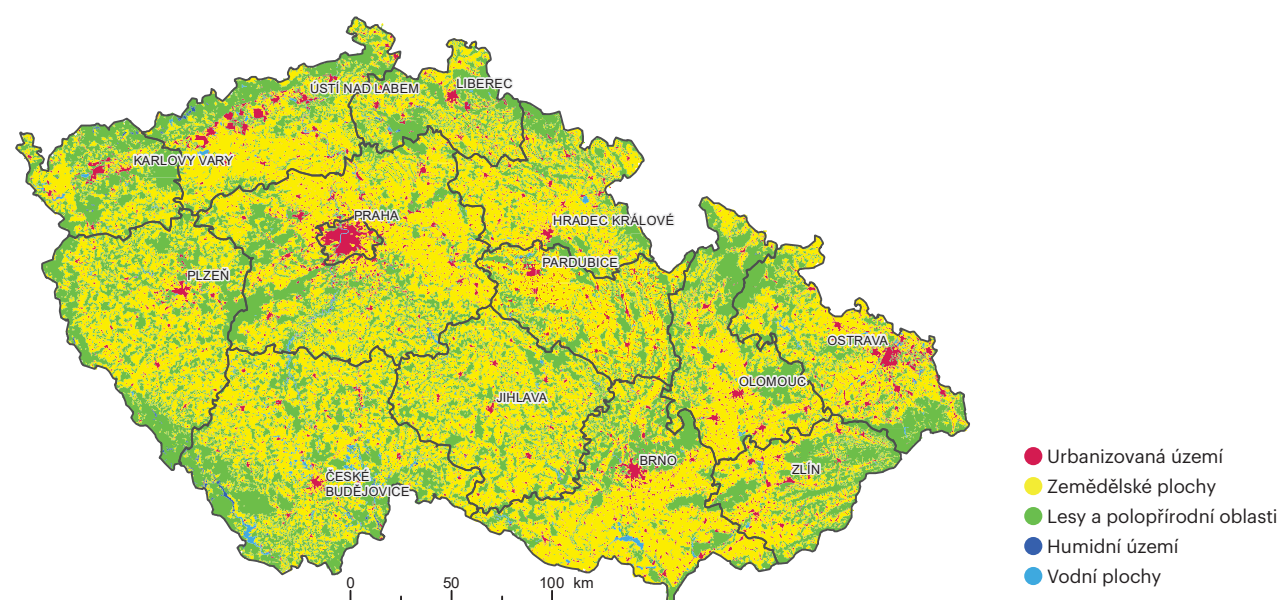 ÚSTÍ NAD LABEM
LIBEREC
KARLOVY VARY
PRAHA
HRADEC KRÁLOVÉ
PARDUBICE
PLZEŇ
OSTRAVA
OLOMOUC
JIHLAVA
BRNO
ZLÍN
ČESKÉ
BUDĚJOVICE
Urbanizovaná území
Zemědělské plochy
Lesy a polopřírodní oblasti
Humidní území
Vodní plochy
0 50 100 km